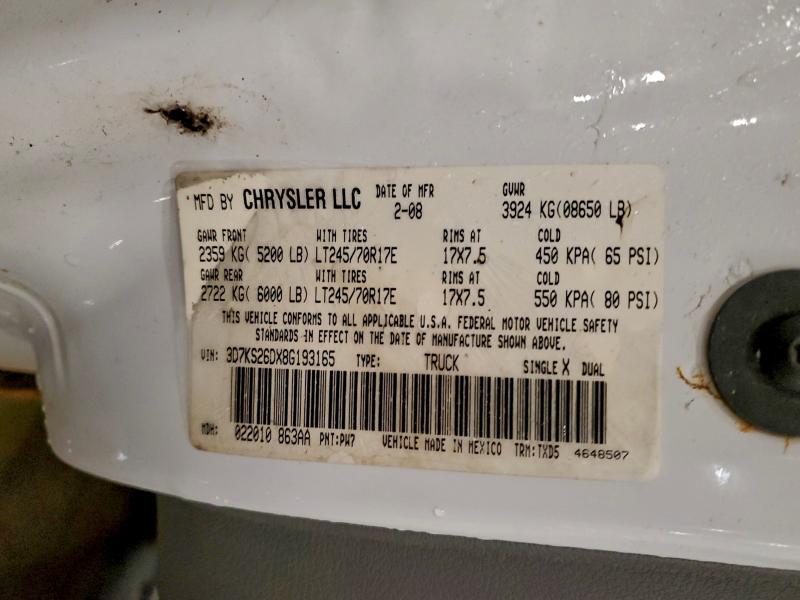 MFD BY CHRYSLER LLC DATE OF MFR GVWR
2-08 3924 KG(08650 LB)
GAWR FRONT WITH TIRES RIMS AT COLD
2359 KG( 5200 LB) LT245/70R17E 17X7.5 450 KPA( 65 PSI)
GAWR REAR WITH TIRES RIMS AT COLD
2722 KG( 6000 LB) LT245/70R17E 17X7.5 550 KPA( 80 PSI)
THIS VEHICLE CONFORMS TO ALL APPLICABLE U.S.A. FEDERAL MOTOR VEHICLE SAFETY
STANDARDS IN EFFECT ON THE DATE OF MANUFACTURE SHOWN ABOVE.
VIN: 3D7KS26DX8G193165 TYPE: TRUCK SINGLE X DUAL
MDH: 022010 863AA PNT:PW7 VEHICLE MADE IN MEXICO TRM:TXD5 4648507